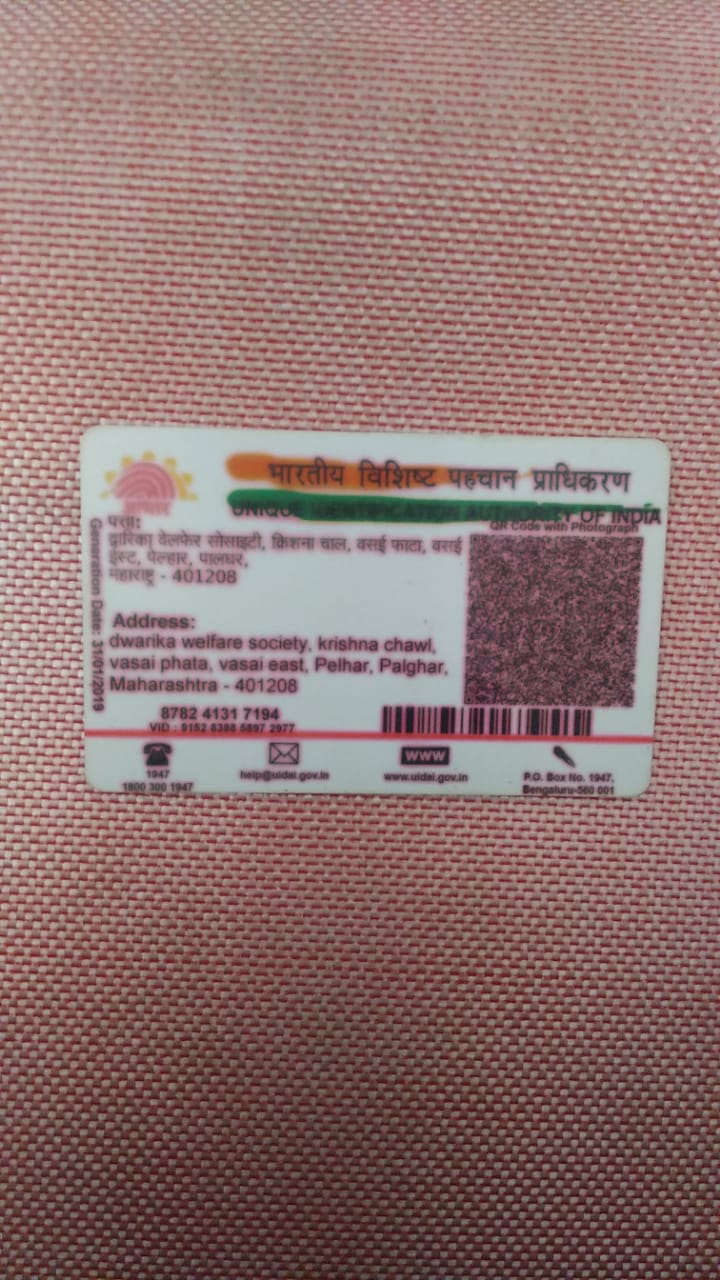 भारतीय विशिष्ट पहचान प्राधिकरण
UNIQUE IDENTIFICATION AUTHORITY OF INDIA
QR Code with Photograph
पत्ता:
द्वारिका वेलफेर सोसाइटी, क्रिशना चाल, वसई फाटा, वसई
ईस्ट, पेल्हार, पालघर,
महाराष्ट्र - 401208
Generation Date: 31/01/2019
Address:
dwarika welfare society, krishna chawl,
vasai phata, vasai east, Pelhar, Palghar,
Maharashtra - 401208
8782 4131 7194
VID : 9152 8388 5897 2977
1947
1800 300 1947
help@uidai.gov.in
WWW
www.uidai.gov.in
P.O. Box No. 1947,
Bengaluru-560 001